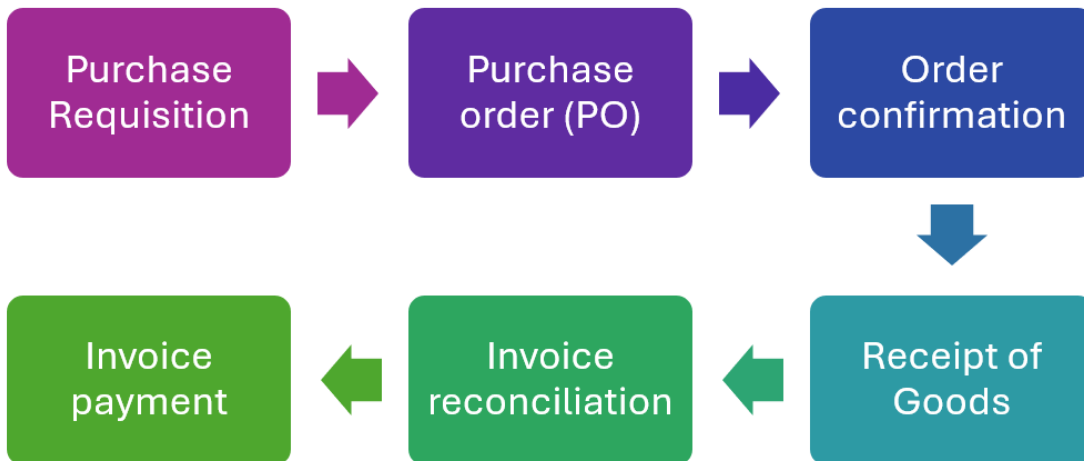 Purchase
Requisition
Purchase
order (PO)
Order
confirmation
Receipt of
Goods
Invoice
reconciliation
Invoice
payment